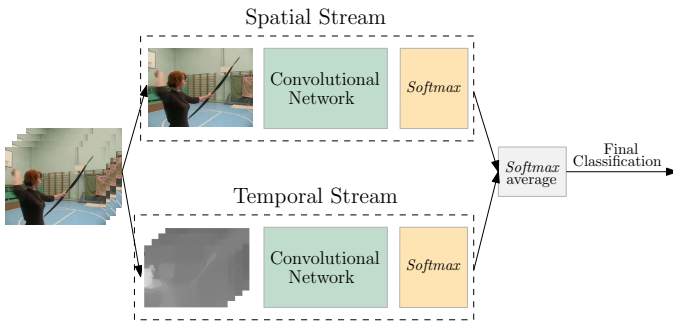 Spatial Stream
Convolutional
Network
Softmax
Temporal Stream
Convolutional
Network
Softmax
Softmax
average
Final
Classification